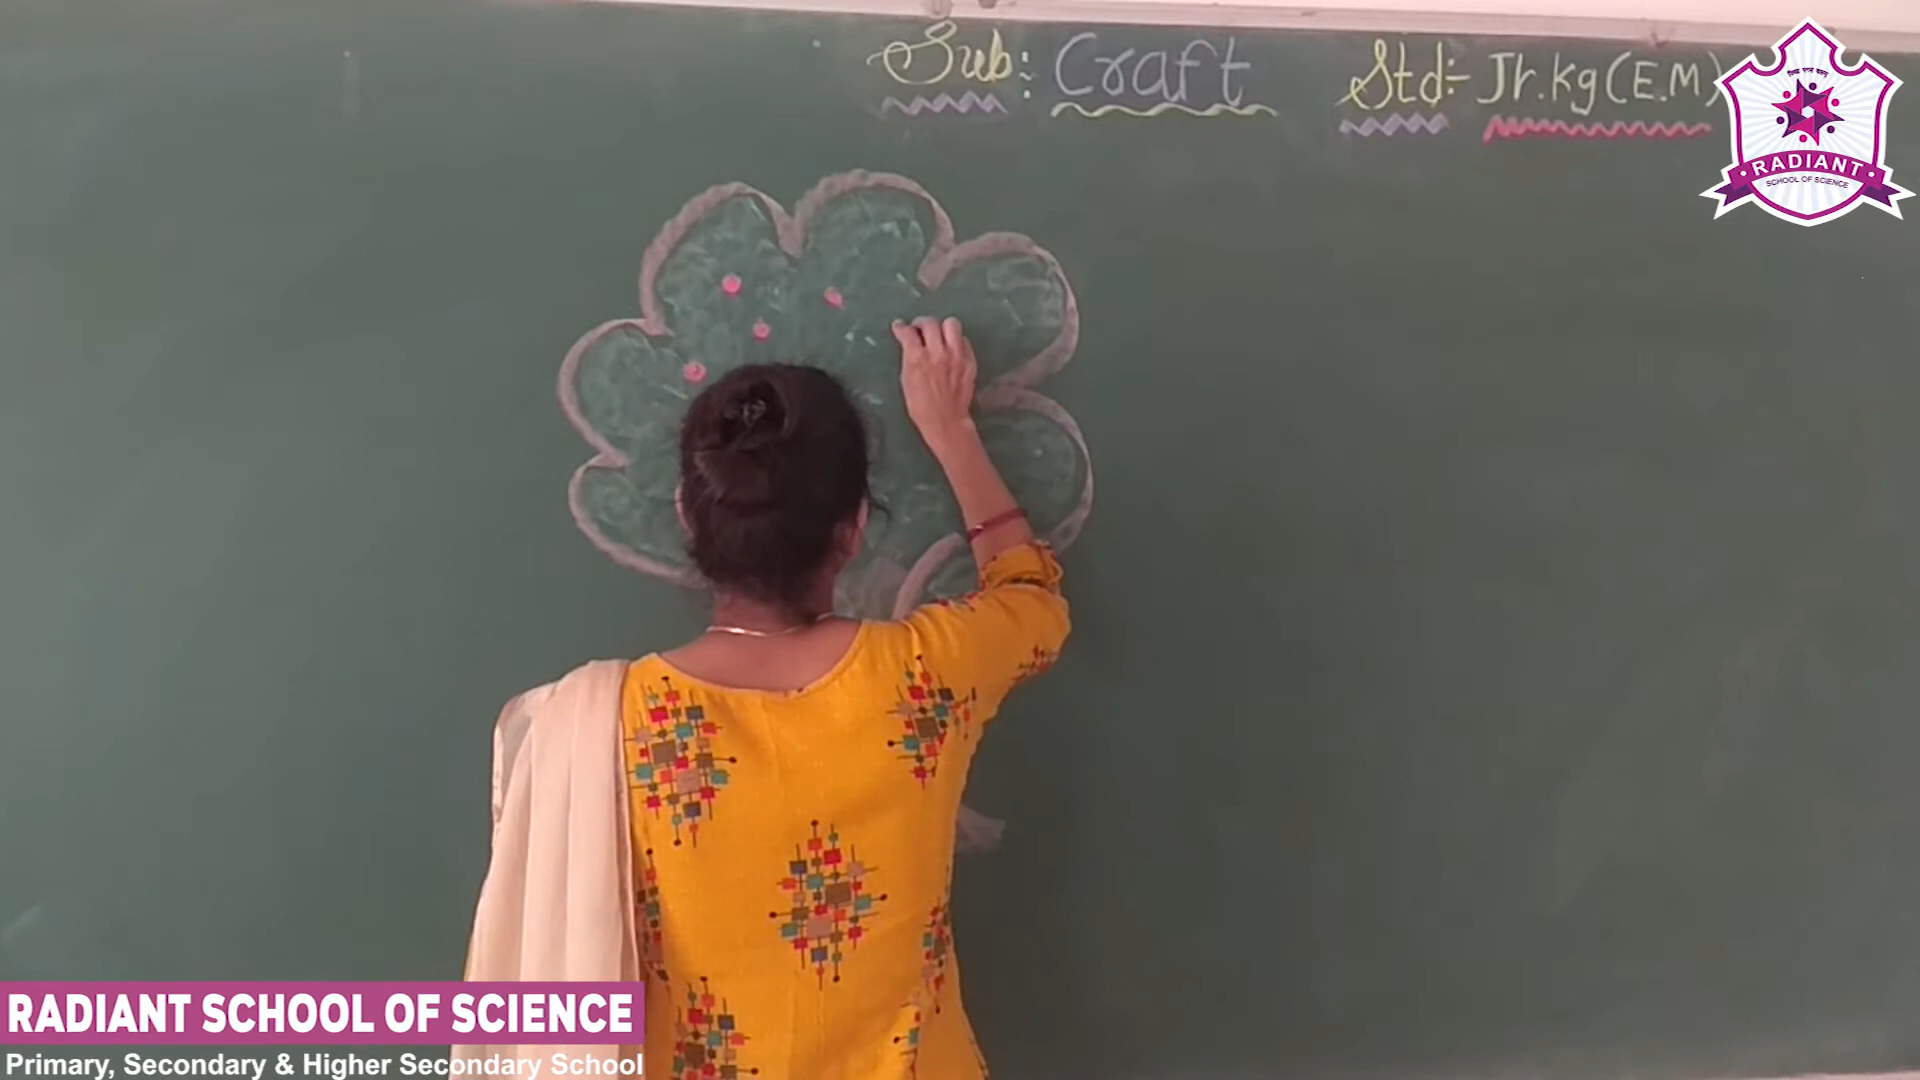 Sub: Craft Std:- Jr.kg(E.M)
RADIANT
SCHOOL OF SCIENCE
RADIANT SCHOOL OF SCIENCE
Primary, Secondary & Higher Secondary School